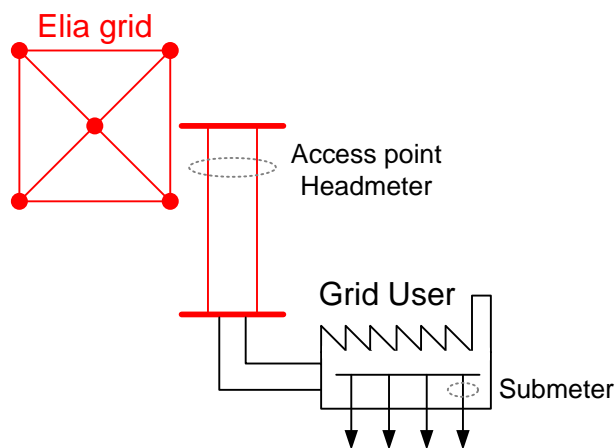 Elia grid
Access point
Headmeter
Grid User
Submeter